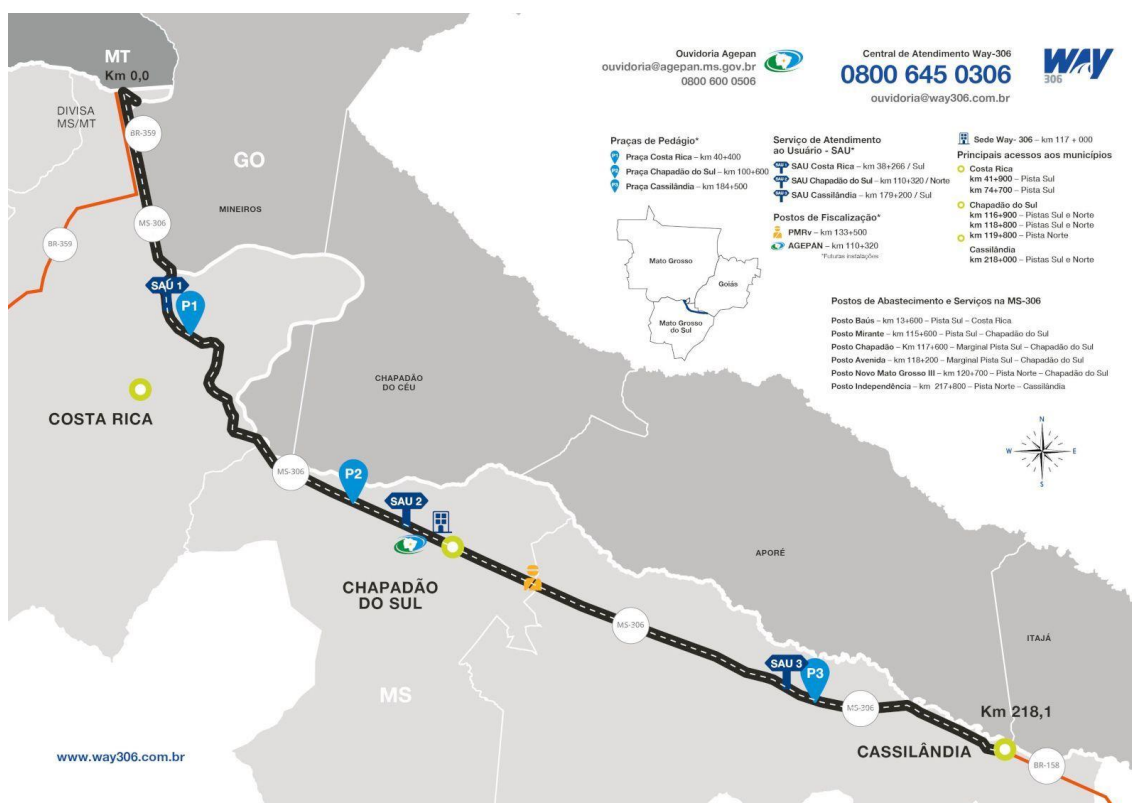 MT
Km 0,0
DIVISA
MS/MT
BR-359
GO
MINEIROS
MS-306
BR-359
SAU 1
P1
COSTA RICA
CHAPADÃO
DO CÉU
MS-306
P2
SAU 2
CHAPADÃO
DO SUL
MS-306
APORÉ
ITAJÁ
MS
SAU 3
P3
MS-306
Km 218,1
CASSILÂNDIA
BR-158
www.way306.com.br
Ouvidoria Agepan
ouvidoria@agepan.ms.gov.br
0800 600 0506
Central de Atendimento Way-306
0800 645 0306
ouvidoria@way306.com.br
WAY
306
Praças de Pedágio*
P1 Praça Costa Rica – km 40+400
Praça Chapadão do Sul – km 100+600
Praça Cassilândia – km 184+500
Serviço de Atendimento
ao Usuário - SAU*
SAU Costa Rica – km 38+266 / Sul
SAU Chapadão do Sul – km 110+320 / Norte
SAU Cassilândia – km 179+200 / Sul
Postos de Fiscalização*
PMRv – km 133+500
AGEPAN – km 110+320
*Futuras instalações
Sede Way- 306 – km 117 + 000
Principais acessos aos municípios
Costa Rica
km 41+900 – Pista Sul
km 74+700 – Pista Sul
Chapadão do Sul
km 116+900 – Pistas Sul e Norte
km 118+800 – Pistas Sul e Norte
km 119+800 – Pista Norte
Cassilândia
km 218+000 – Pistas Sul e Norte
Mato Grosso
Goiás
Mato Grosso
do Sul
Postos de Abastecimento e Serviços na MS-306
Posto Baús – km 13+600 – Pista Sul – Costa Rica
Posto Mirante – km 115+600 – Pista Sul – Chapadão do Sul
Posto Chapadão – Km 117+600 – Marginal Pista Sul – Chapadão do Sul
Posto Avenida – km 118+200 – Marginal Pista Sul – Chapadão do Sul
Posto Novo Mato Grosso III – km 120+700 – Pista Norte – Chapadão do Sul
Posto Independência – km 217+800 – Pista Norte – Cassilândia
N
W
E
S